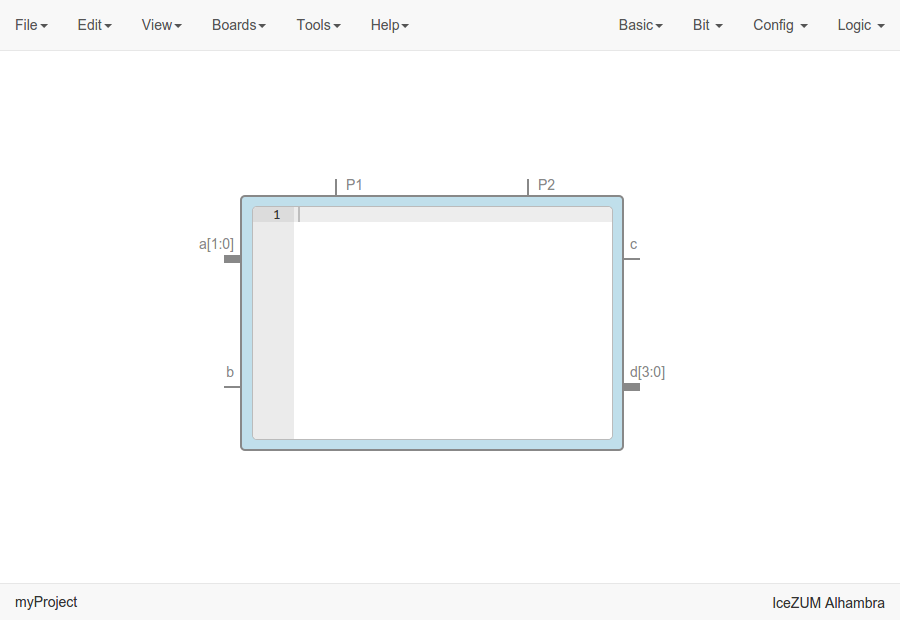 File Edit View Boards Tools Help Basic Bit Config Logic
P1 P2
1
a[1:0] c
b d[3:0]
myProject IceZUM Alhambra